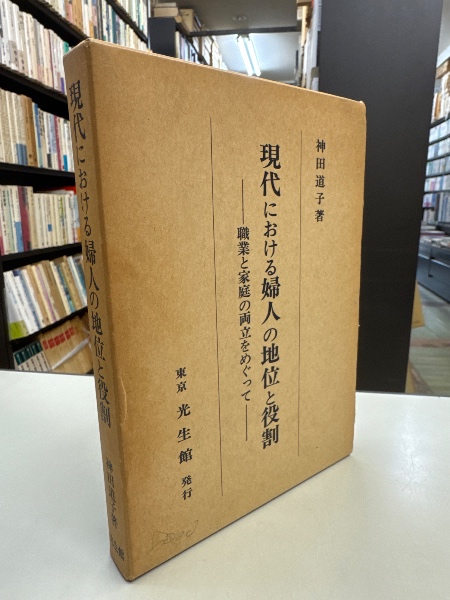 神田道子著
現代における婦人の地位と役割
――職業と家庭の両立をめぐって――
東京 光生館 発行
現代における婦人の地位と役割
神田道子著